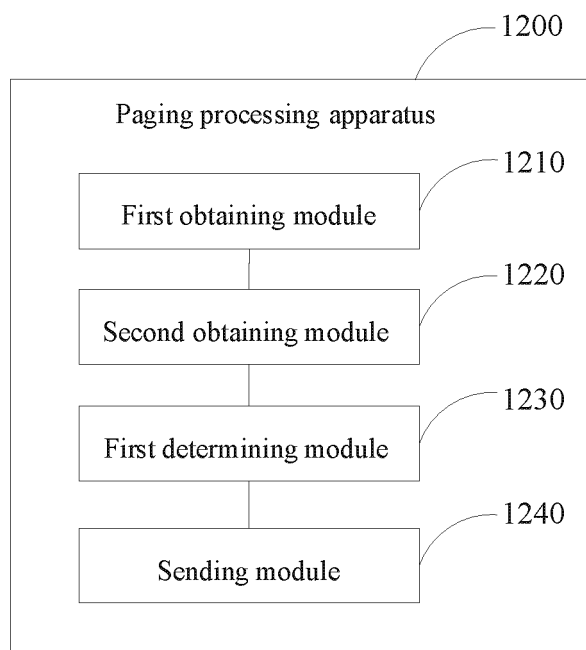 1200
Paging processing apparatus
1210
First obtaining module
1220
Second obtaining module
1230
First determining module
1240
Sending module